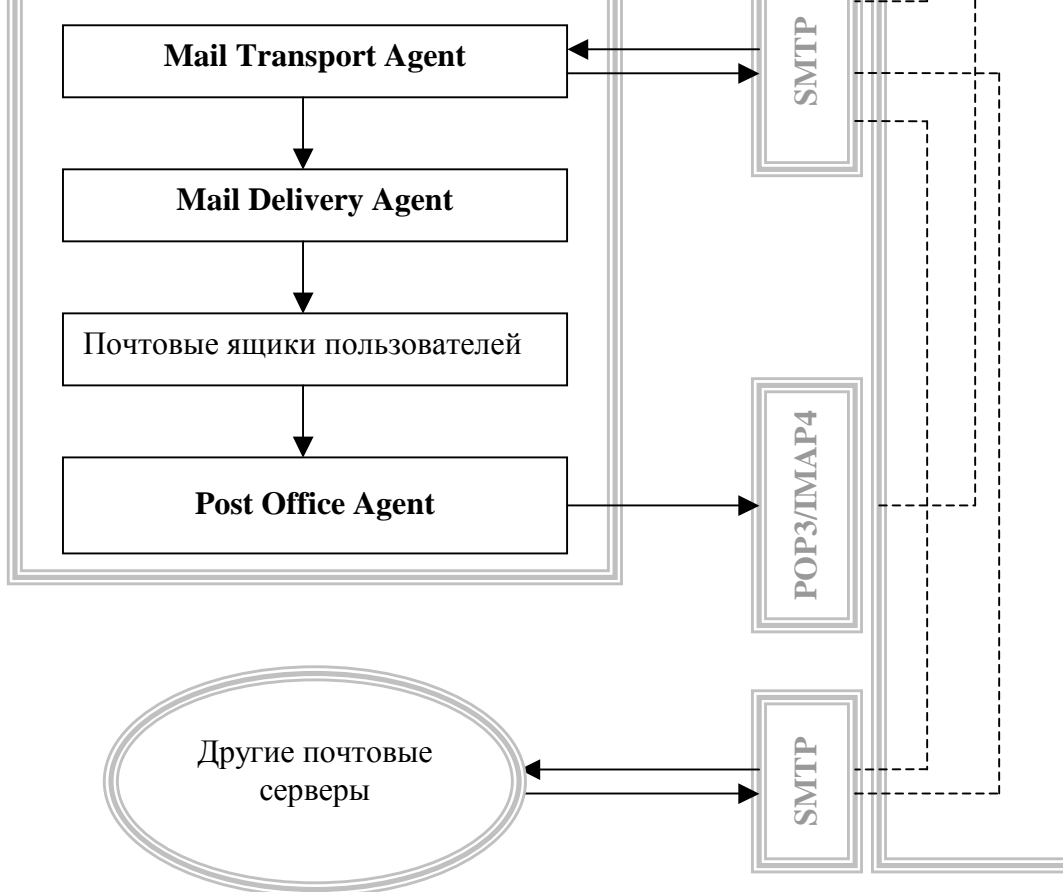 Mail Transport Agent
SMTP
Mail Delivery Agent
Почтовые ящики пользователей
Post Office Agent
POP3/IMAP4
Другие почтовые
серверы
SMTP